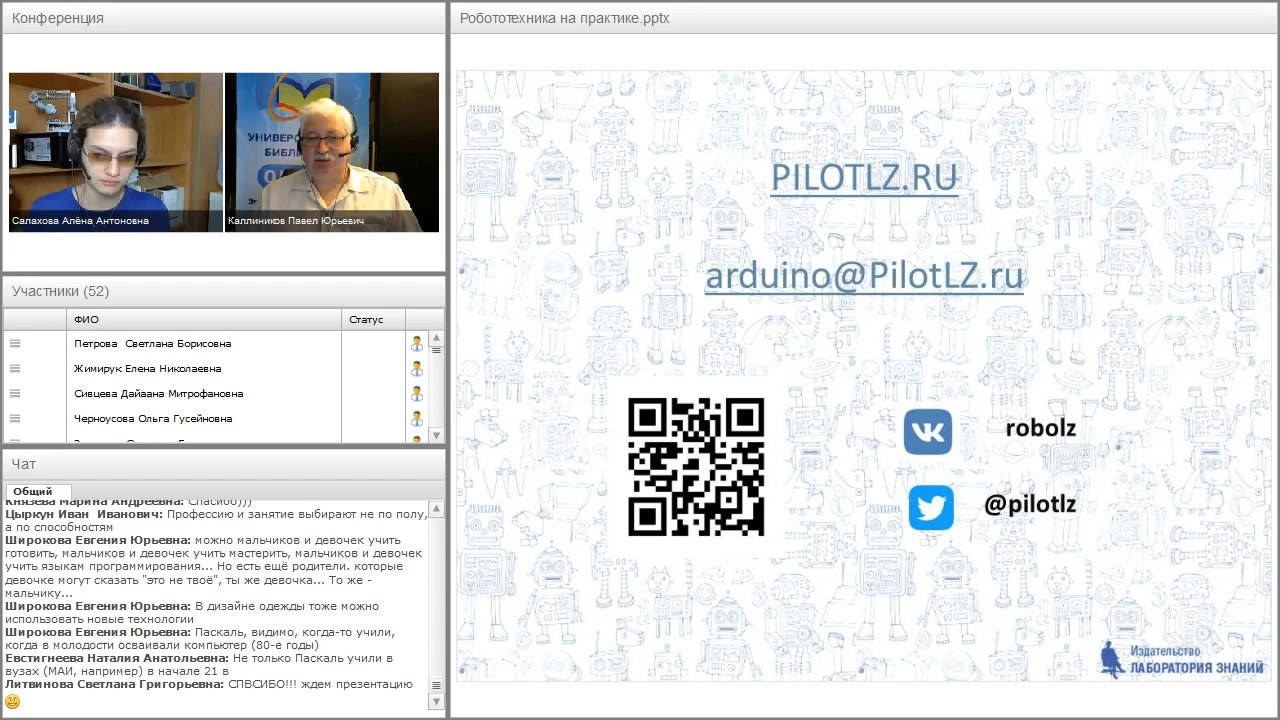 Конференция
Салахова Алёна Антоновна
УНИВЕР
БИБЛИ
Каллиников Павел Юрьевич
Участники (52)
ФИО
Статус
Петрова Светлана Борисовна
Жимирук Елена Николаевна
Сивцева Дайаана Митрофановна
Черноусова Ольга Гусейновна
Чат
Общий
Князева Марина Андреевна: Спасибо)))
Цыркун Иван Иванович: Профессию и занятие выбирают не по полу,
а по способностям
Широкова Евгения Юрьевна: можно мальчиков и девочек учить
готовить, мальчиков и девочек учить мастерить, мальчиков и девочек
учить языкам программирования... Но есть ещё родители. которые
девочке могут сказать "это не твоё", ты же девочка... То же -
мальчику...
Широкова Евгения Юрьевна: В дизайне одежды тоже можно
использовать новые технологии
Широкова Евгения Юрьевна: Паскаль, видимо, когда-то учили,
когда в молодости осваивали компьютер (80-е годы)
Евстигнеева Наталия Анатольевна: Не только Паскаль учили в
вузах (МАИ, например) в начале 21 в
Литвинова Светлана Григорьевна: СПВСИБО!!! ждем презентацию
Робототехника на практике.pptx
PILOTLZ.RU
arduino@PilotLZ.ru
robolz
@pilotlz
Издательство
ЛАБОРАТОРИЯ ЗНАНИЙ